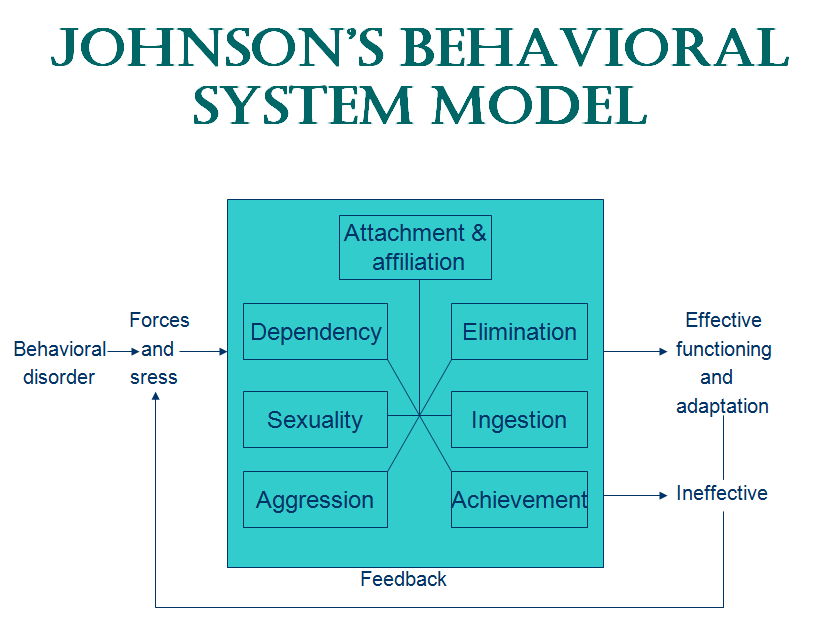 JOHNSON'S BEHAVIORAL
SYSTEM MODEL
Attachment &
affiliation
Dependency
Elimination
Sexuality
Ingestion
Aggression
Achievement
Behavioral
disorder
Forces
and
sress
Effective
functioning
and
adaptation
Ineffective
Feedback